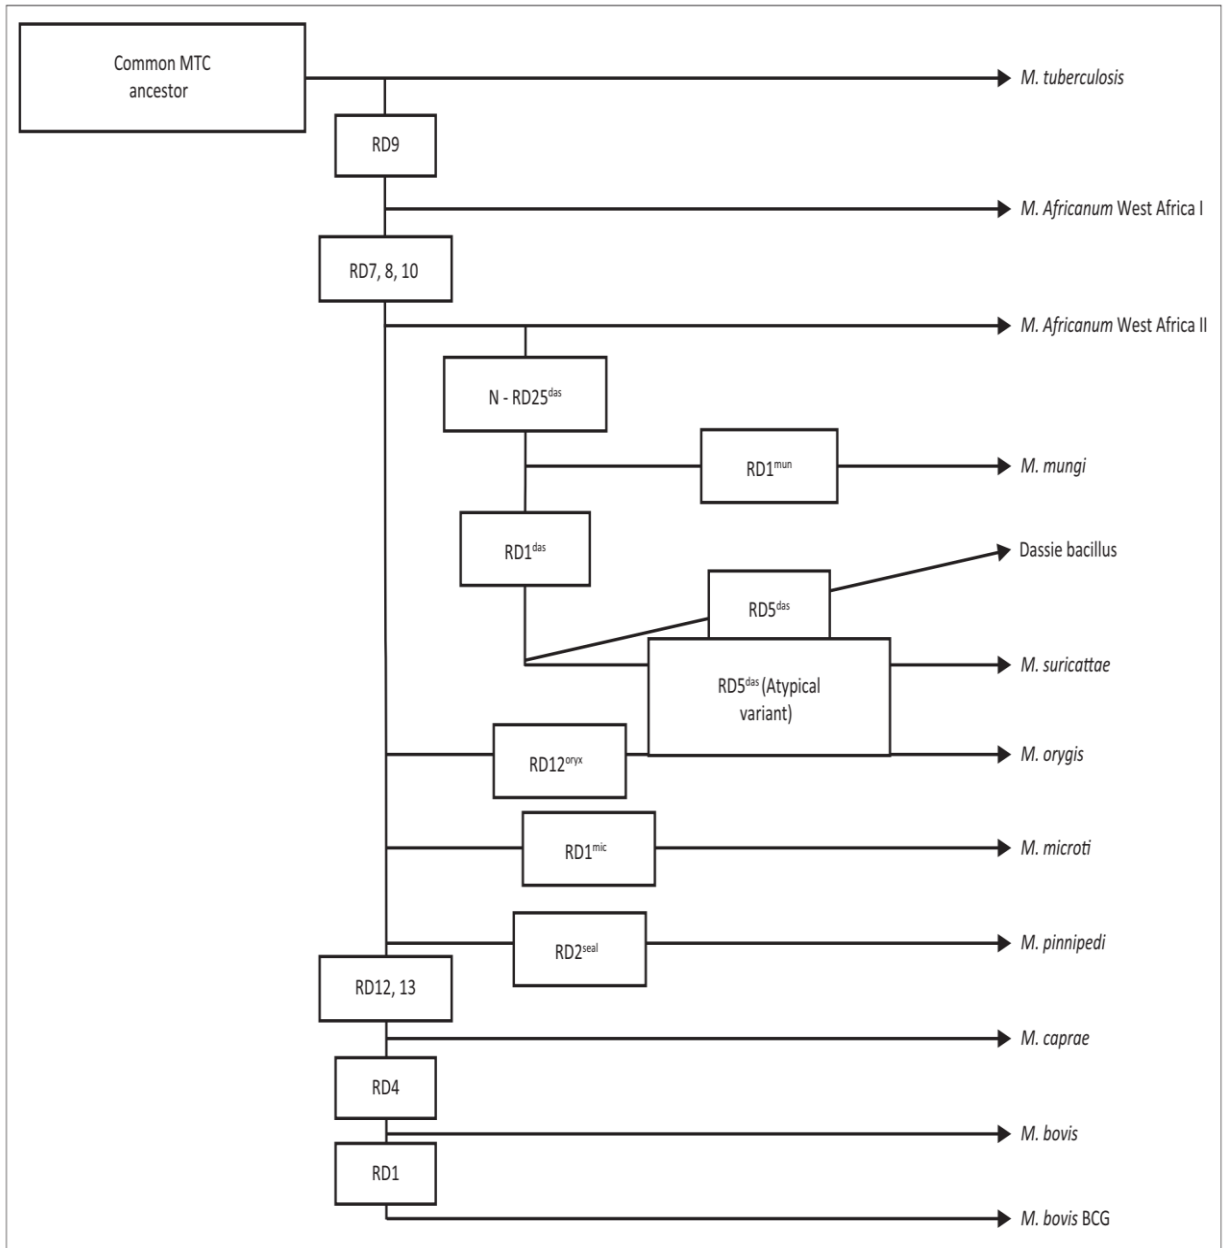 Common MTC
ancestor
M. tuberculosis
RD9
M. Africanum West Africa I
RD7, 8, 10
M. Africanum West Africa II
N - RD25das
RD1mun
M. mungi
RD1das
Dassie bacillus
RD5das
M. suricattae
RD5das (Atypical
variant)
RD12oryx
M. orygis
RD1mic
M. microti
RD2seal
M. pinnipedi
RD12, 13
M. caprae
RD4
M. bovis
RD1
M. bovis BCG